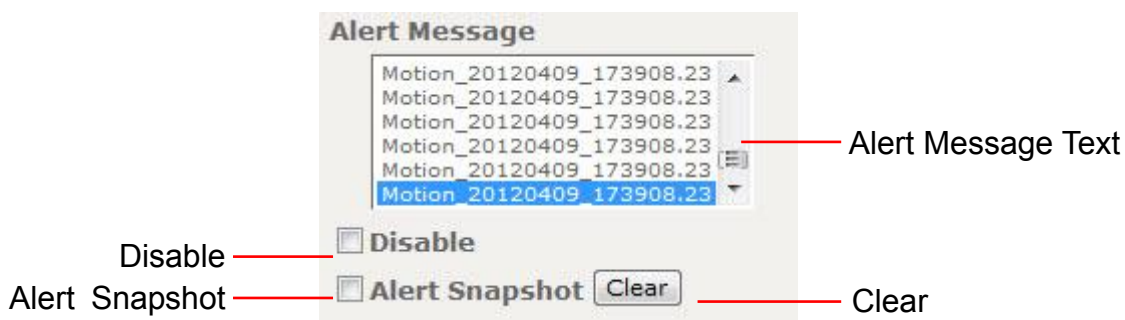 Alert Message
Motion_20120409_173908.23
Motion_20120409_173908.23
Motion_20120409_173908.23
Motion_20120409_173908.23
Motion_20120409_173908.23
Motion_20120409_173908.23
Alert Message Text
Disable
Disable
Alert Snapshot
Alert Snapshot Clear
Clear